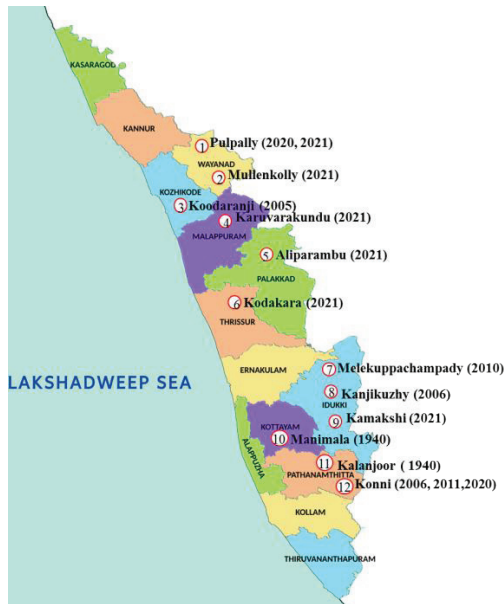 KASARAGOD
KANNUR
1 Pulpally (2020, 2021)
WAYANAD
2 Mullenkolly (2021)
KOZHIKODE
3 Koodaranji (2005)
4 Karuvarakundu (2021)
MALAPPURAM
5 Aliparambu (2021)
PALAKKAD
6 Kodakara (2021)
THRISSUR
7 Melekuppachampady (2010)
ERNAKULAM
LAKSHADWEEP SEA
8 Kanjikuzhy (2006)
IDUKKI
9 Kamakshi (2021)
KOTTAYAM
10 Manimala (1940)
ALAPPUZHA
11 Kalanjoor ( 1940)
PATHANAMTHITTA
12 Konni (2006, 2011,2020)
KOLLAM
THIRUVANANTHAPURAM